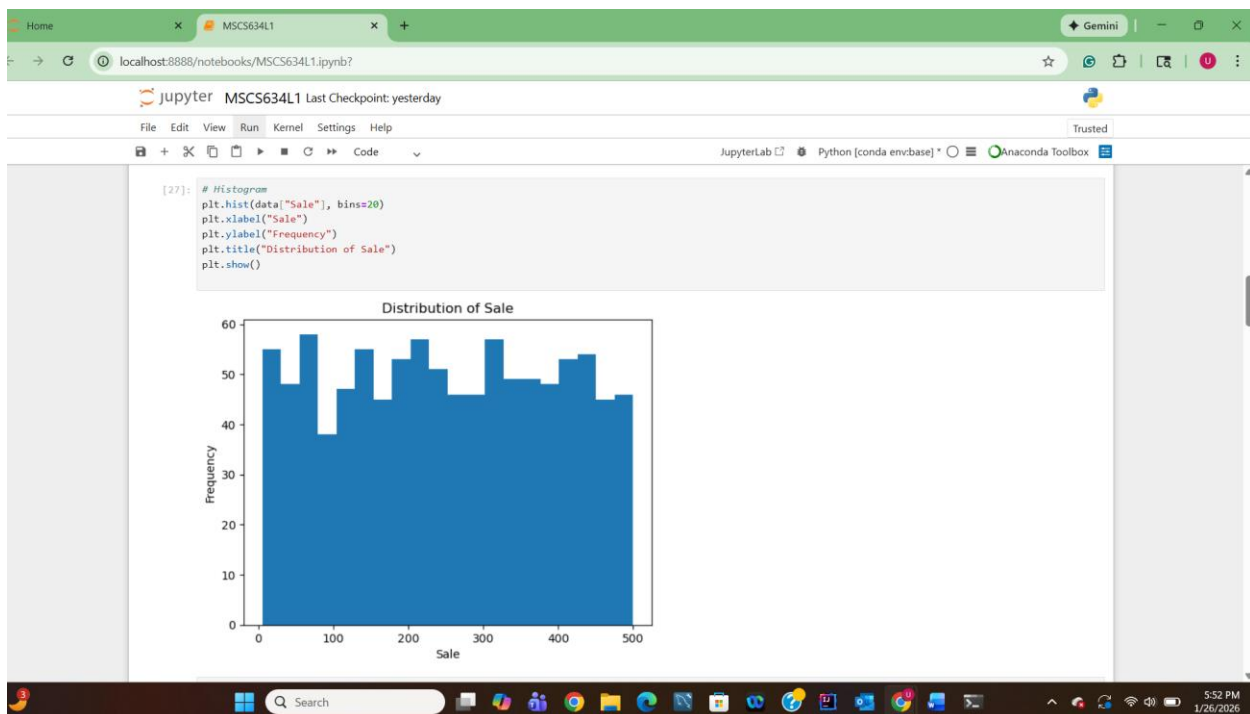 Home
MSCS634L1
Gemini
localhost:8888/notebooks/MSCS634L1.ipynb?
U
jupyter MSCS634L1 Last Checkpoint: yesterday
File Edit View Run Kernel Settings Help
Trusted
Code
JupyterLab
Python [conda env:base] *
Anaconda Toolbox
[27]: # Histogram
plt.hist(data["Sale"], bins=20)
plt.xlabel("Sale")
plt.ylabel("Frequency")
plt.title("Distribution of Sale")
plt.show()
Distribution of Sale
60
50
40
30
20
10
0
Frequency
0 100 200 300 400 500
Sale
3
Search
5:52 PM
1/26/2026